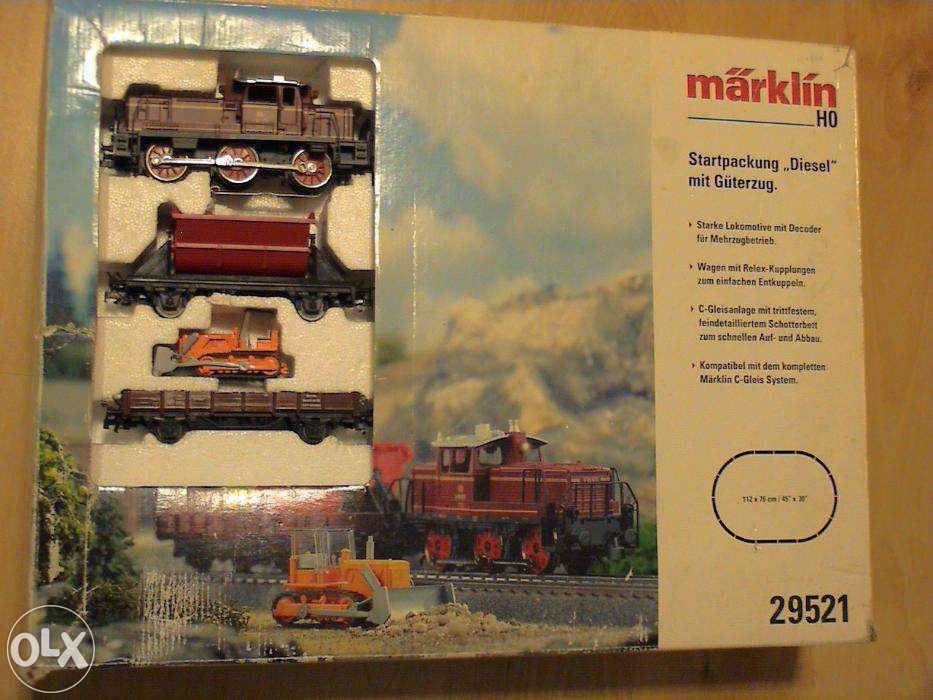 märklin
H0
Startpackung „Diesel"
mit Güterzug.
Starke Lokomotive mit Decoder
für Mehrzugbetrieb.
Wagen mit Relex-Kupplungen
zum einfachen Entkuppeln.
C-Gleisanlage mit trittfestem,
feindetailliertem Schotterbett
zum schnellen Auf- und Abbau.
Kompatibel mit dem kompletten
Märklin C-Gleis System.
112 x 76 cm / 45" x 30"
29521
OLX